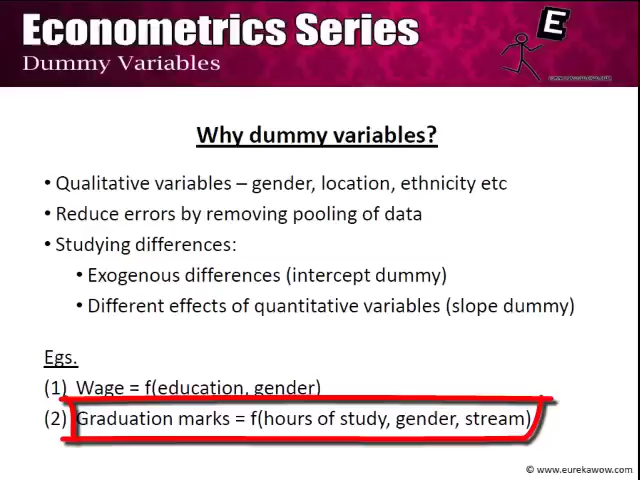 Econometrics Series
Dummy Variables
E
Why dummy variables?
• Qualitative variables – gender, location, ethnicity etc
• Reduce errors by removing pooling of data
• Studying differences:
• Exogenous differences (intercept dummy)
• Different effects of quantitative variables (slope dummy)
Egs.
(1) Wage = f(education, gender)
(2) Graduation marks = f(hours of study, gender, stream)
© www.eurekawow.com